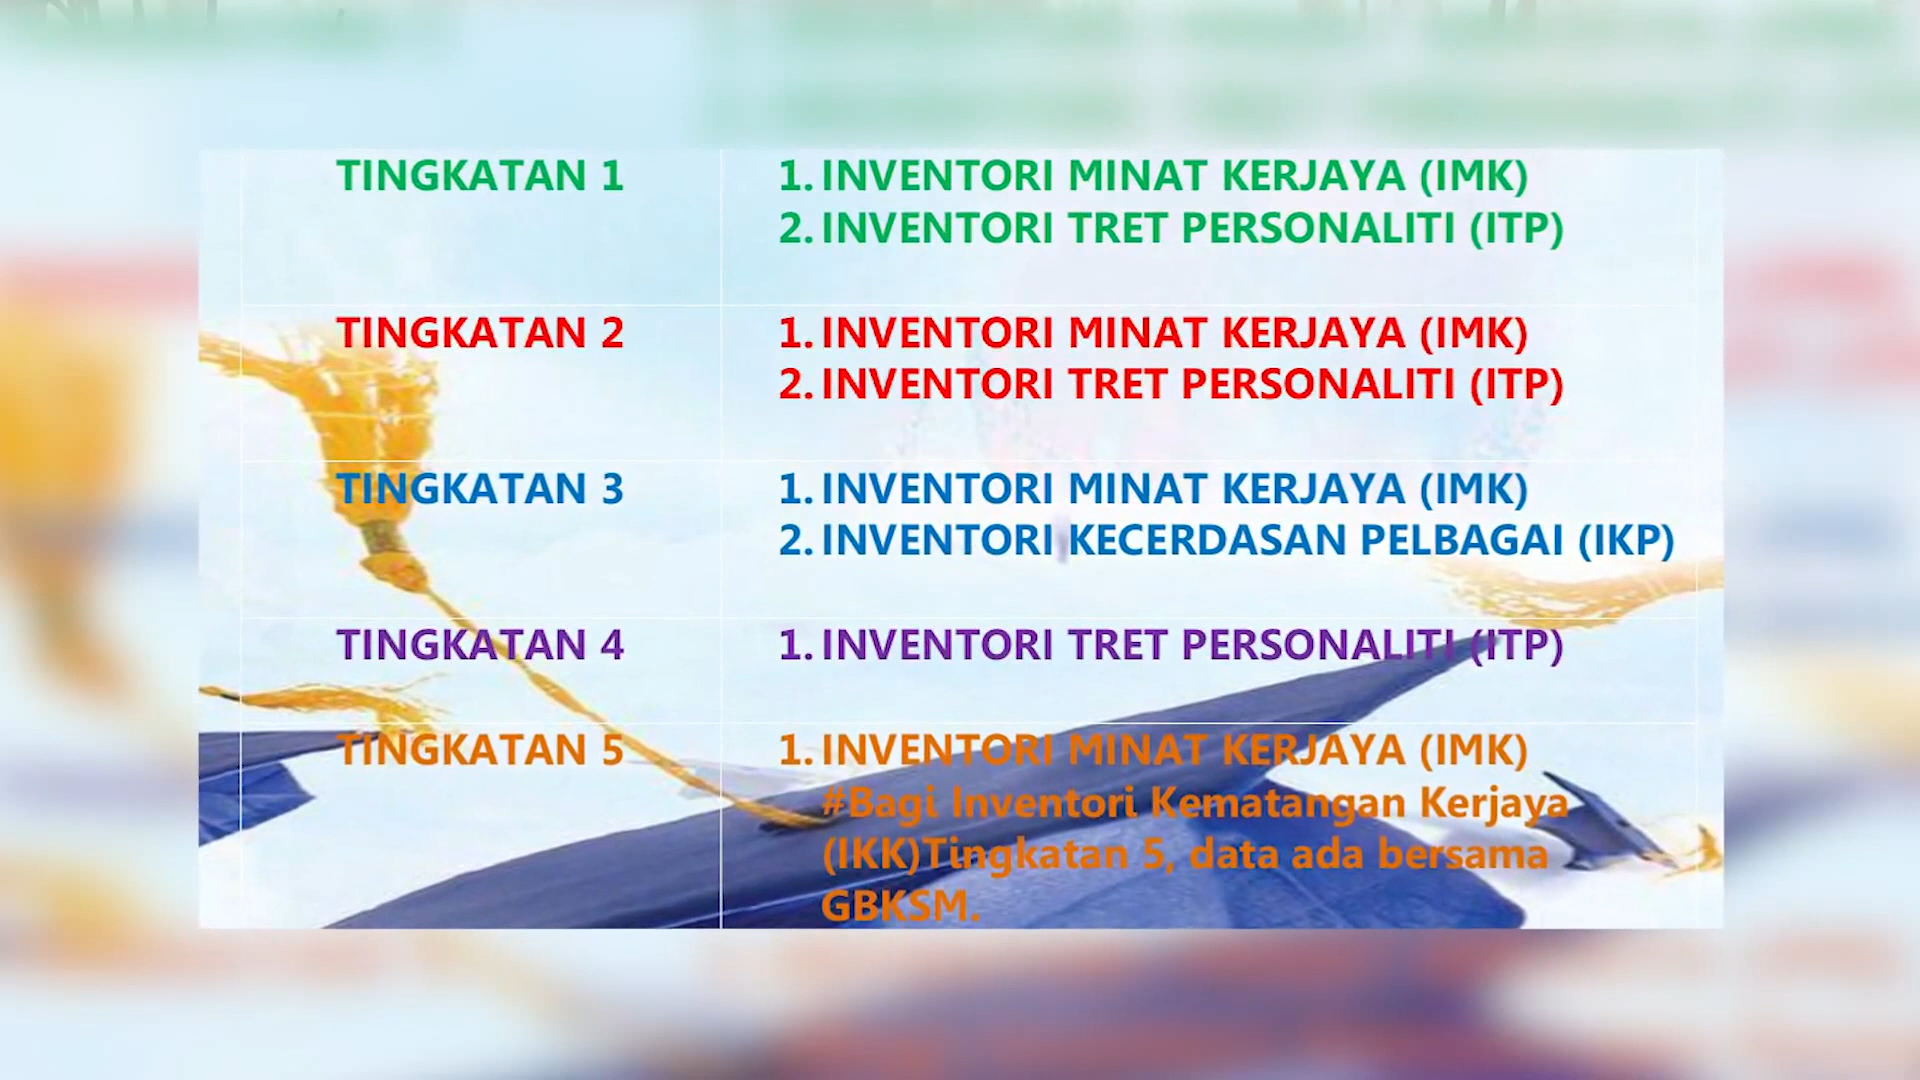 TINGKATAN 1
1. INVENTORI MINAT KERJAYA (IMK)
2. INVENTORI TRET PERSONALITI (ITP)
TINGKATAN 2
1. INVENTORI MINAT KERJAYA (IMK)
2. INVENTORI TRET PERSONALITI (ITP)
TINGKATAN 3
1. INVENTORI MINAT KERJAYA (IMK)
2. INVENTORI KECERDASAN PELBAGAI (IKP)
TINGKATAN 4
1. INVENTORI TRET PERSONALITI (ITP)
TINGKATAN 5
1. INVENTORI MINAT KERJAYA (IMK)
#Bagi Inventori Kematangan Kerjaya
(IKK)Tingkatan 5, data ada bersama
GBKSM.